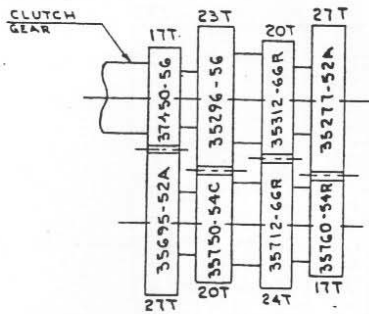 CLUTCH
GEAR
17T
23T
20T
27T
37450-56
35296-56
35312-66R
35277-52A
35695-52A
35750-54C
35712-66R
35760-54R
27T
20T
24T
17T